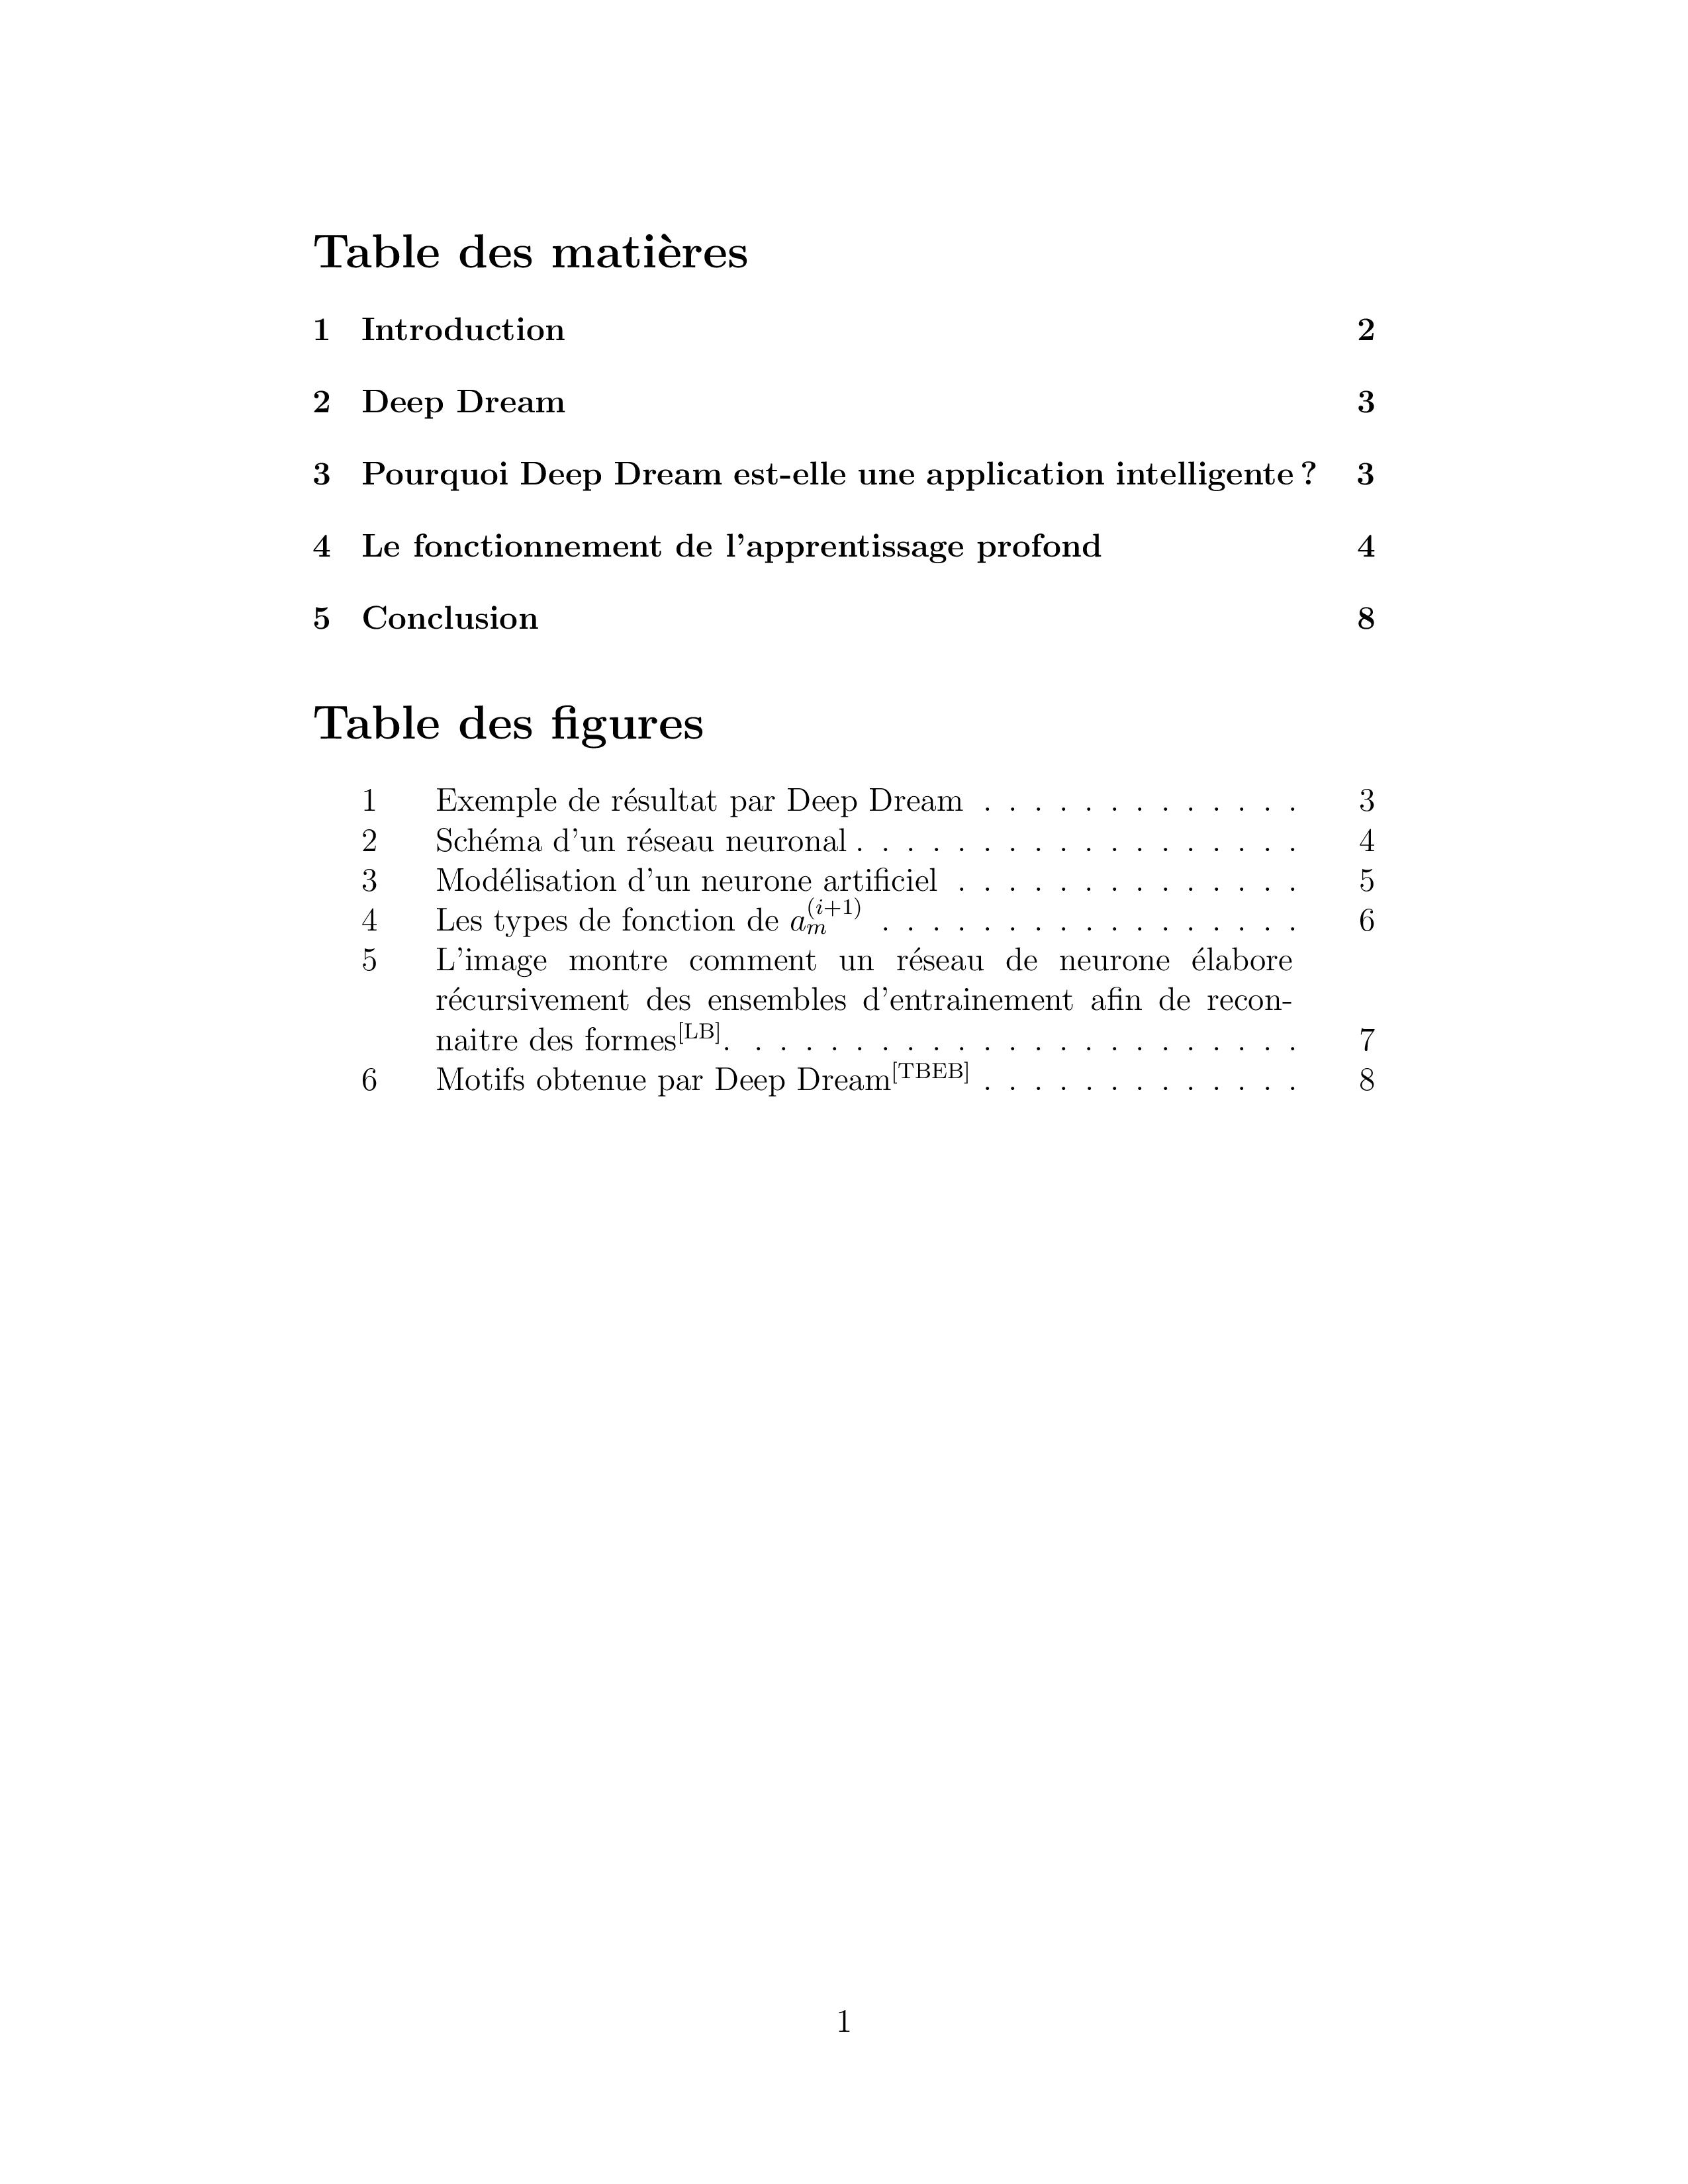 Table des matières
1 Introduction 2
2 Deep Dream 3
3 Pourquoi Deep Dream est-elle une application intelligente ? 3
4 Le fonctionnement de l'apprentissage profond 4
5 Conclusion 8
Table des figures
1 Exemple de résultat par Deep Dream . . . . . . . . . . . . . 3
2 Schéma d'un réseau neuronal . . . . . . . . . . . . . . . . . . 4
3 Modélisation d'un neurone artificiel . . . . . . . . . . . . . . 5
4 Les types de fonction de $a_m^{(i+1)}$ . . . . . . . . . . . . . . . . . 6
5 L'image montre comment un réseau de neurone élabore
récursivement des ensembles d'entrainement afin de recon-
naitre des formes[LB]. . . . . . . . . . . . . . . . . . . . . . . . 7
6 Motifs obtenue par Deep Dream[TBEB] . . . . . . . . . . . . . 8
1